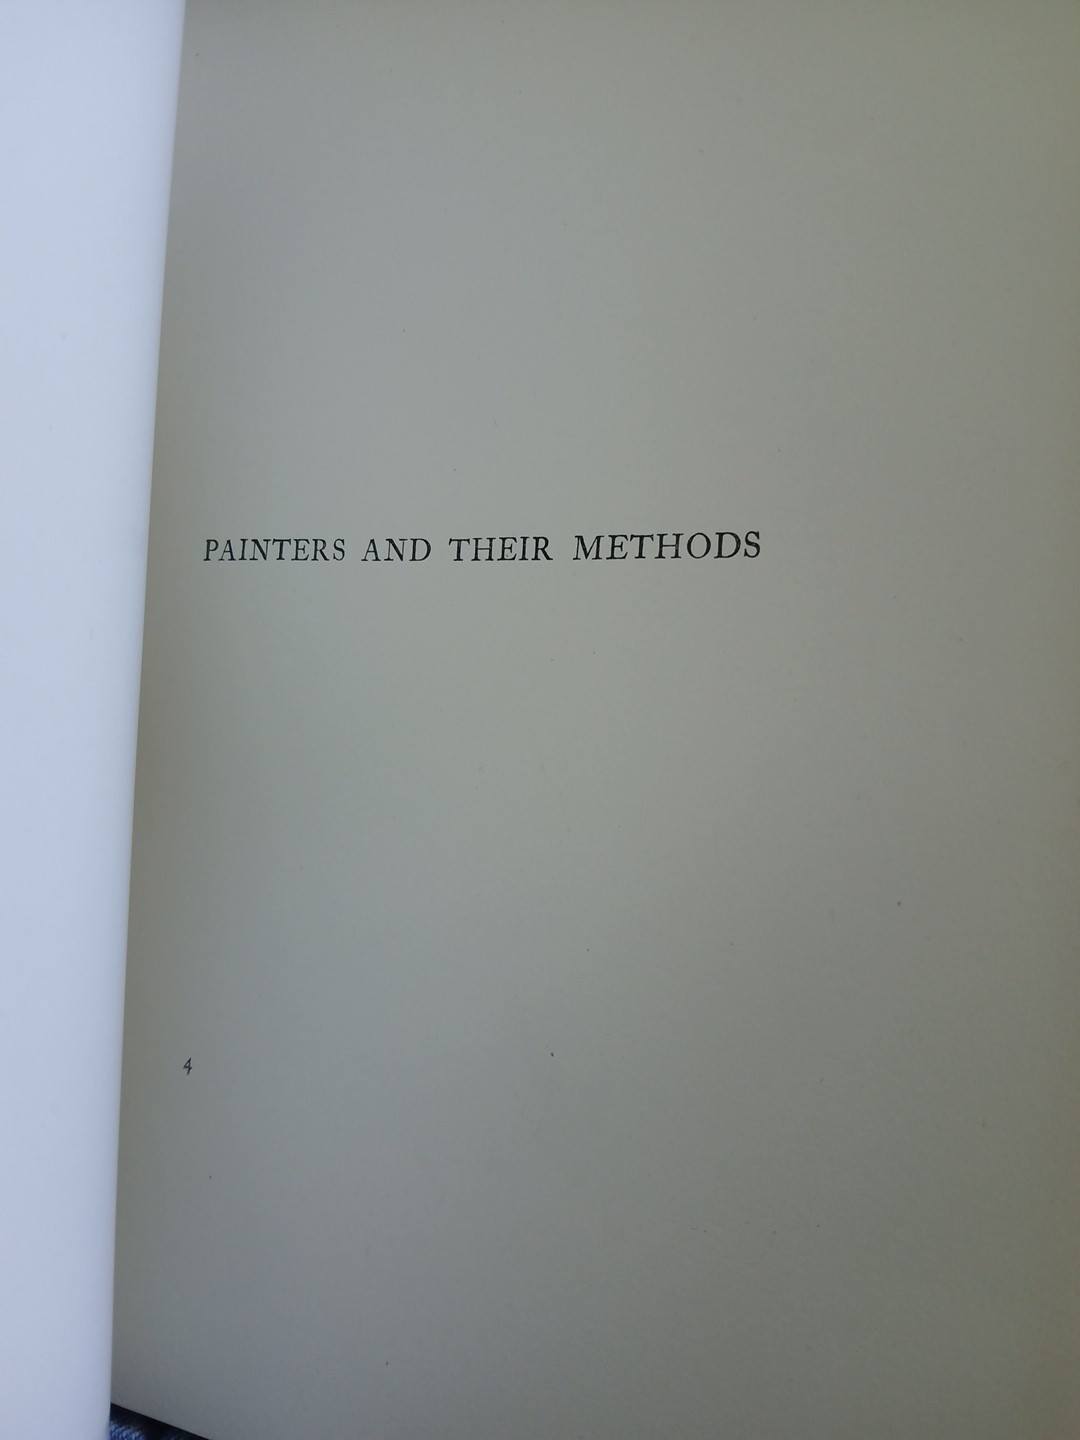 PAINTERS AND THEIR METHODS
4